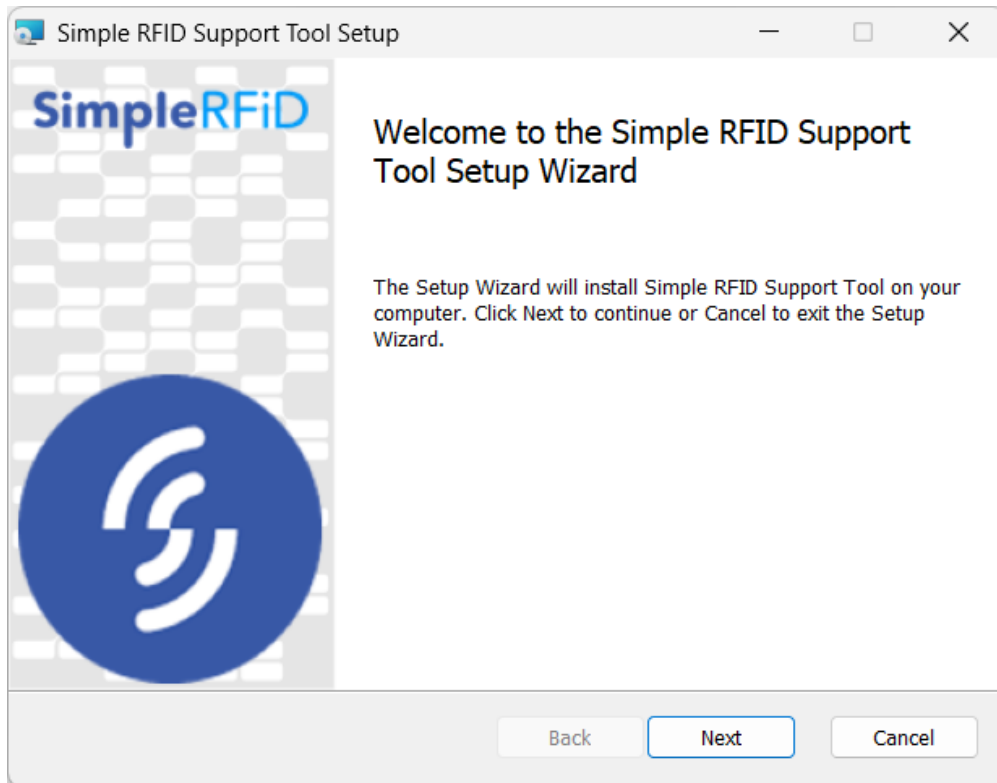 Simple RFID Support Tool Setup
SimpleRFiD
Welcome to the Simple RFID Support
Tool Setup Wizard
The Setup Wizard will install Simple RFID Support Tool on your
computer. Click Next to continue or Cancel to exit the Setup
Wizard.
Back
Next
Cancel